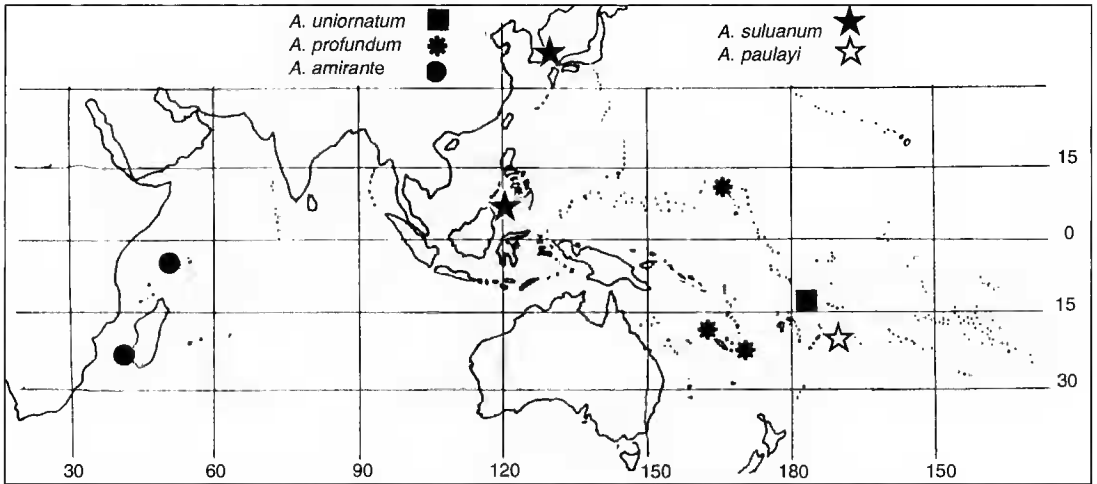 A. uniornatum
A. profundum
A. amirante
A. suluanum
A. paulayi
15
0
15
30
30 60 90 120 150 180 150